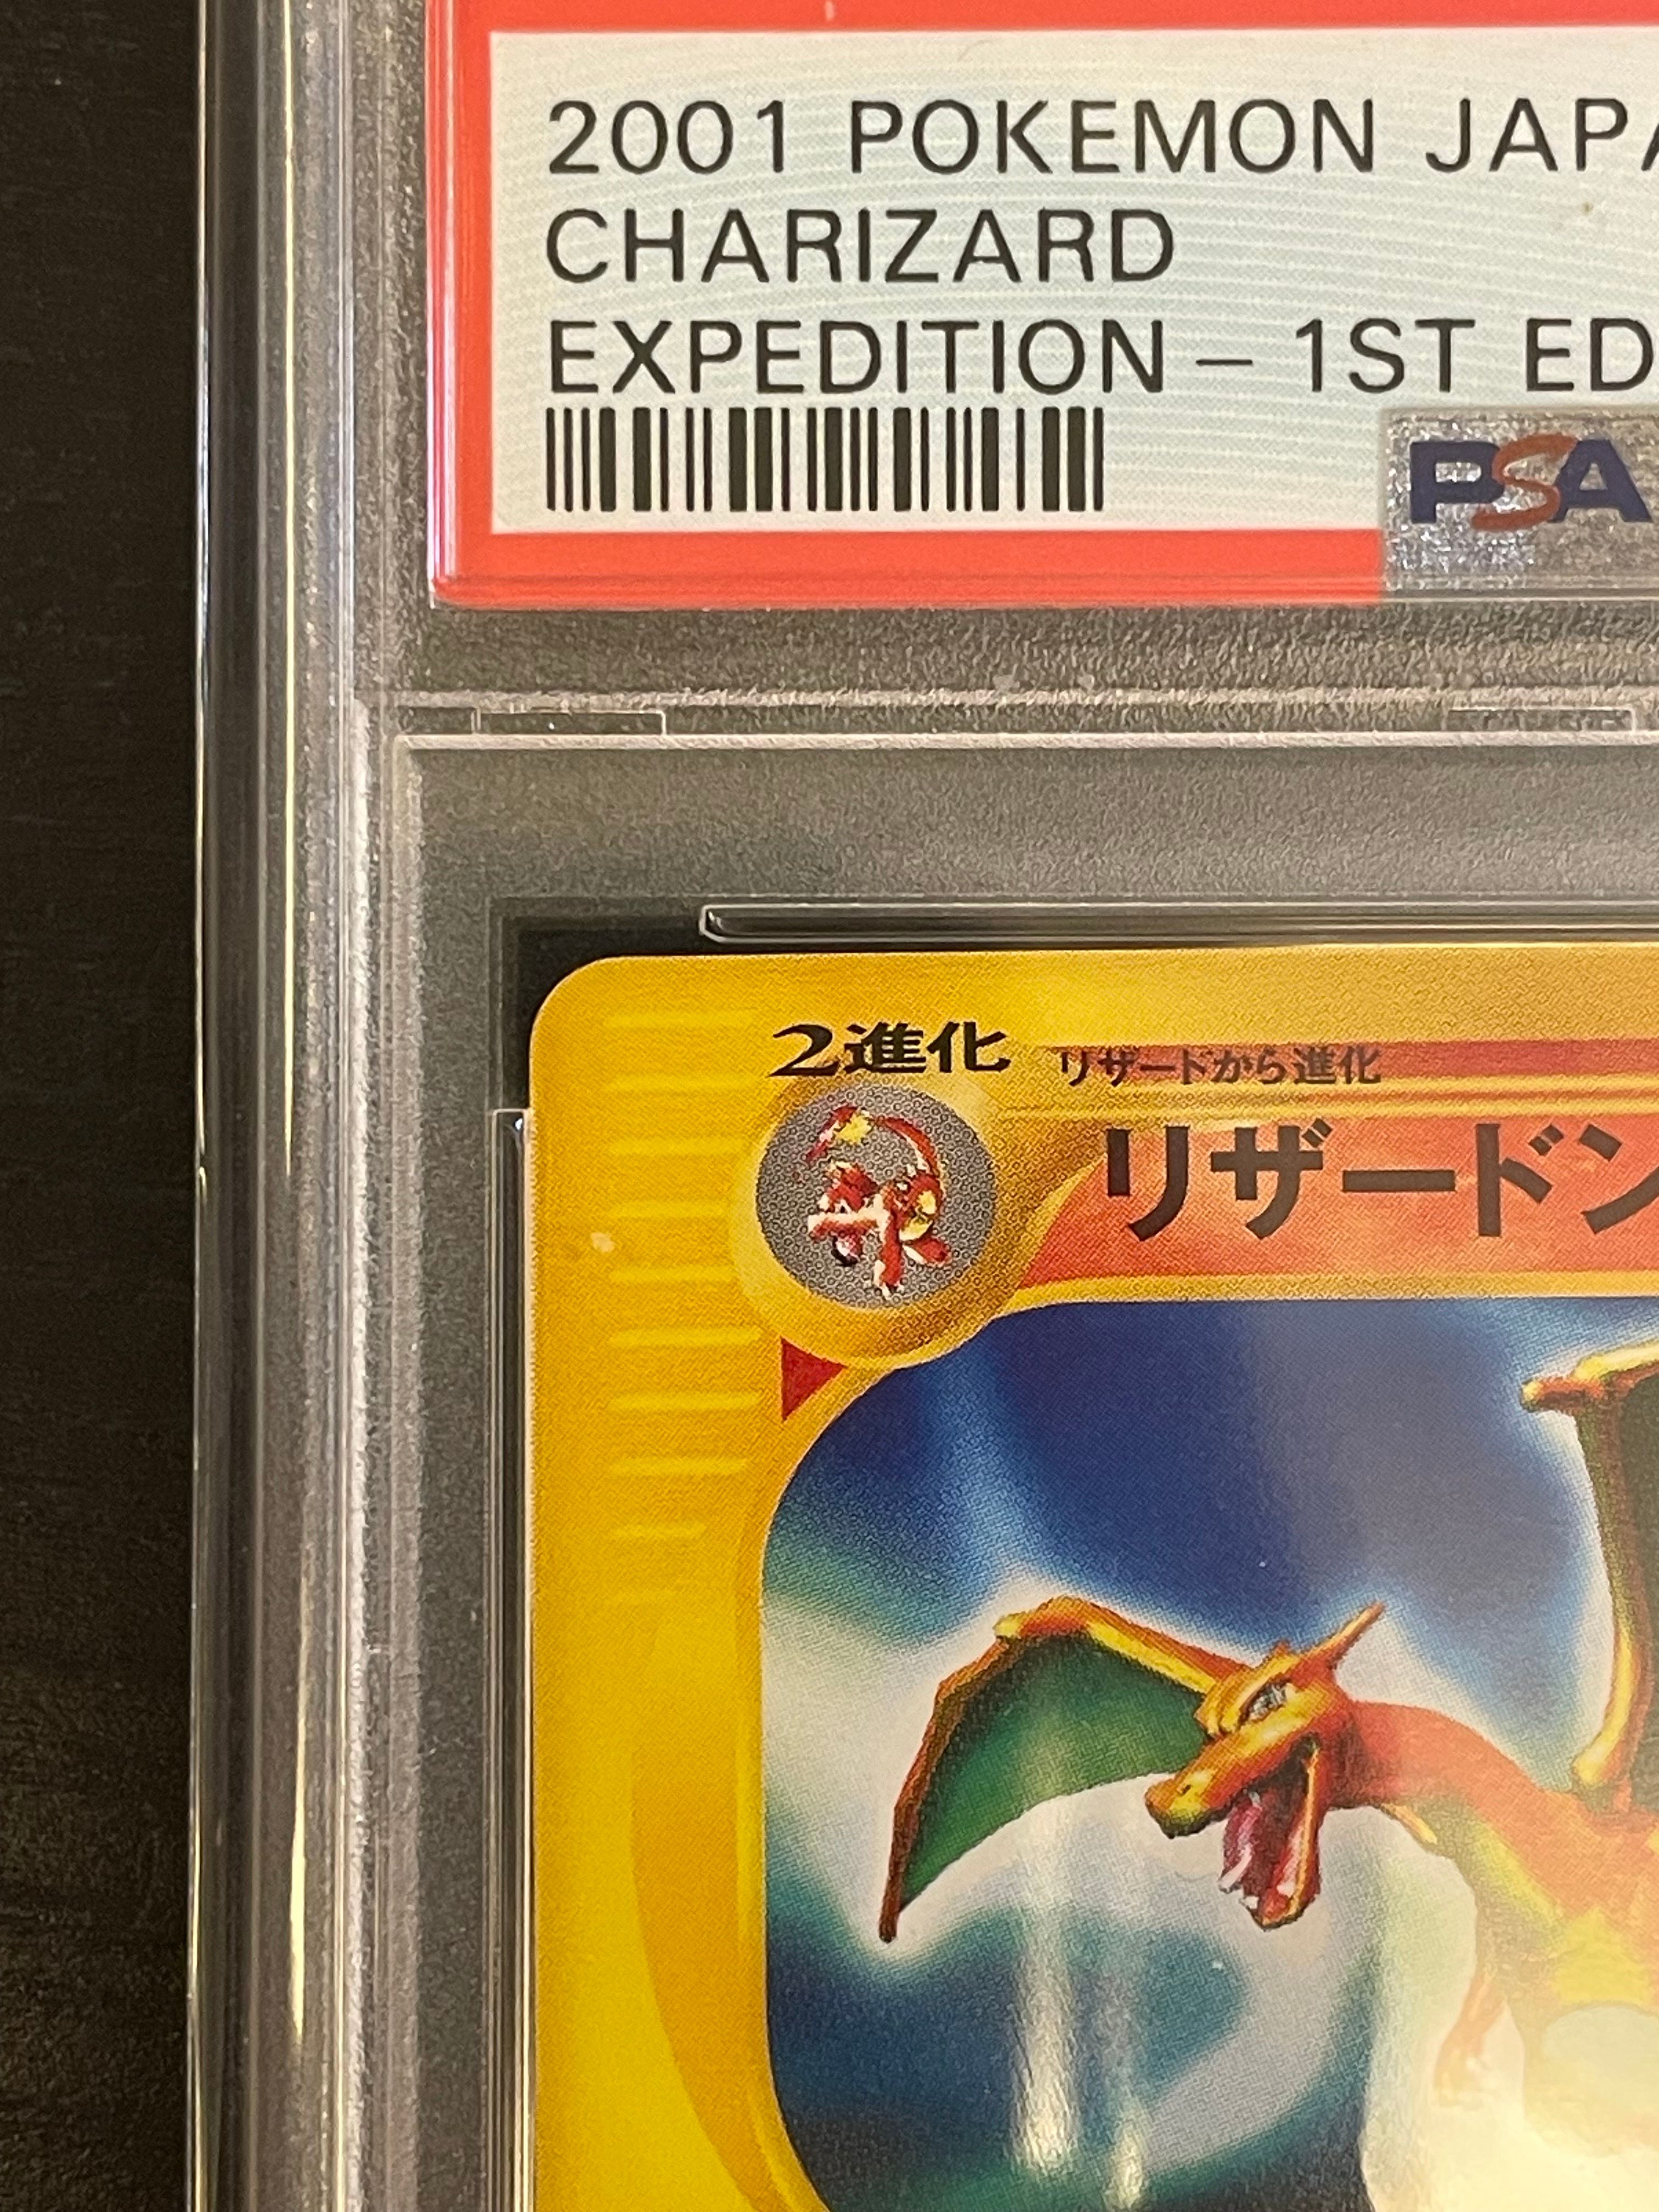 2001 POKEMON JAPA
CHARIZARD
EXPEDITION – 1ST ED
PSA
2進化 リザードから進化
リザードン